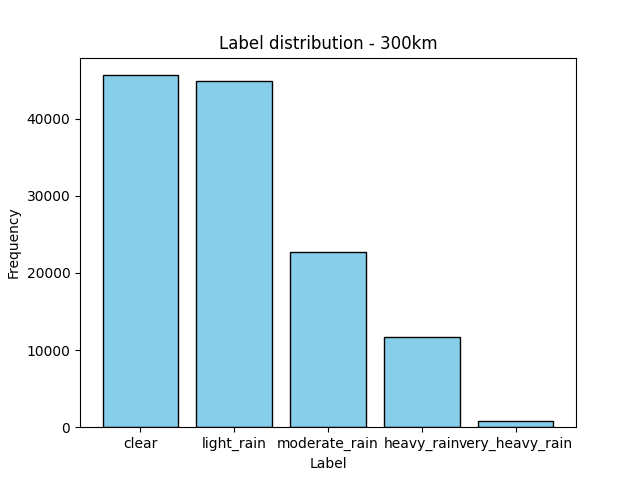 Label distribution - 300km
Frequency
40000
30000
20000
10000
0
clear light_rain moderate_rain heavy_rain very_heavy_rain
Label